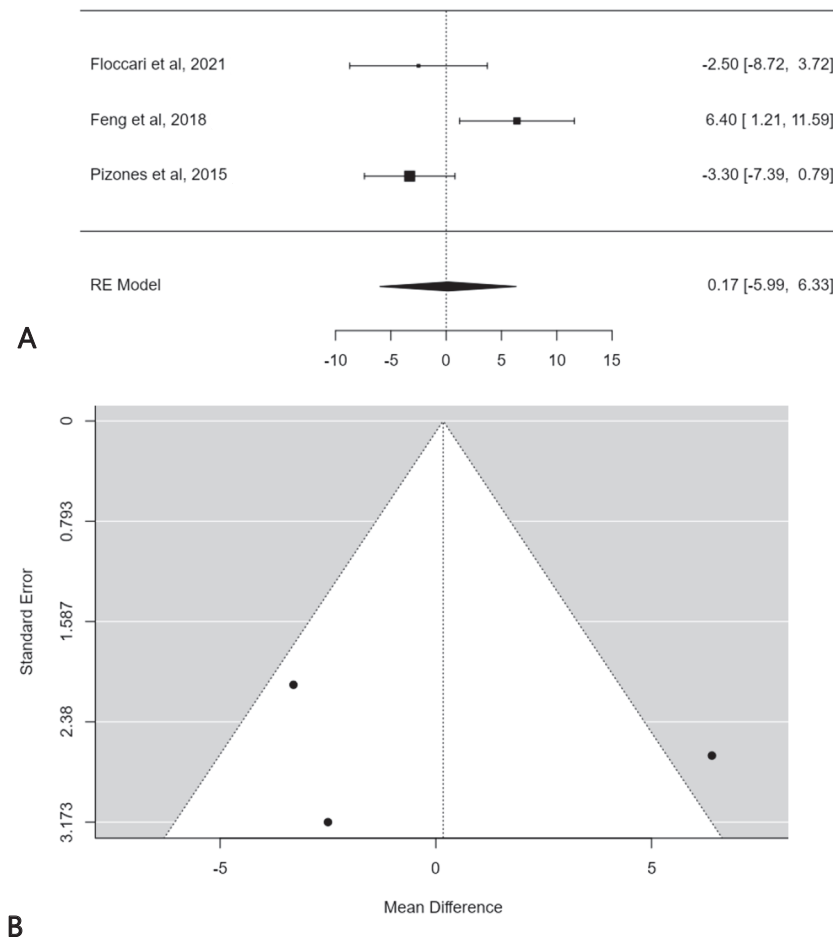 Floccari et al, 2021 -2.50 [-8.72, 3.72]
Feng et al, 2018 6.40 [ 1.21, 11.59]
Pizones et al, 2015 -3.30 [-7.39, 0.79]
RE Model 0.17 [-5.99, 6.33]
A
-10 -5 0 5 10 15
0
0.793
1.587
2.38
3.173
Standard Error
-5 0 5
Mean Difference
B